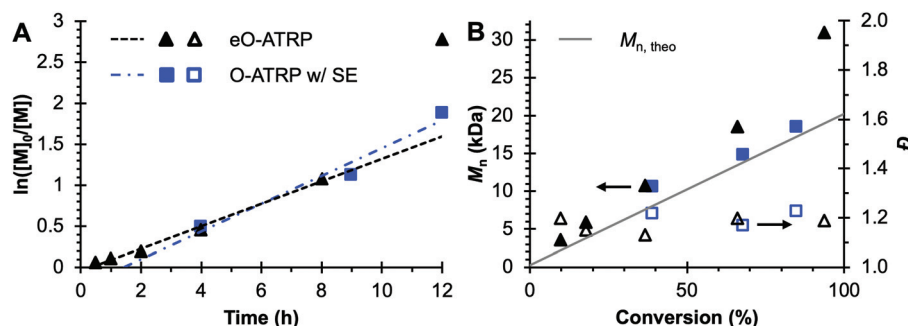 A
3
2.5
2
1.5
1
0.5
0
ln([M]₀/[M])
eO-ATRP
O-ATRP w/ SE
0 2 4 6 8 10 12
Time (h)
B
30
25
20
15
10
5
0
Mn (kDa)
Mn, theo
2.0
1.8
1.6
1.4
1.2
1.0
Đ
0 50 100
Conversion (%)